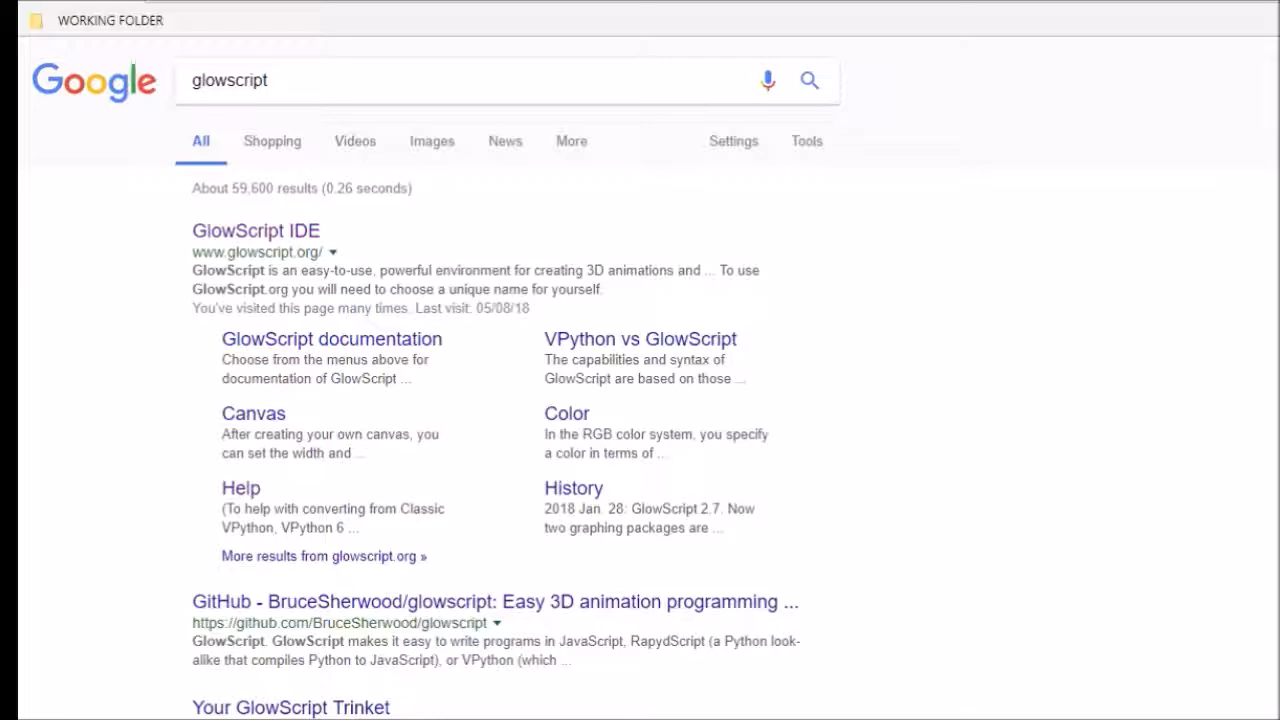 WORKING FOLDER
Google
glowscript
All Shopping Videos Images News More Settings Tools
About 59,600 results (0.26 seconds)
GlowScript IDE
www.glowscript.org/
GlowScript is an easy-to-use, powerful environment for creating 3D animations and ... To use
GlowScript.org you will need to choose a unique name for yourself.
You've visited this page many times. Last visit: 05/08/18
GlowScript documentation
Choose from the menus above for
documentation of GlowScript ...
VPython vs GlowScript
The capabilities and syntax of
GlowScript are based on those ...
Canvas
After creating your own canvas, you
can set the width and ...
Color
In the RGB color system, you specify
a color in terms of ...
Help
(To help with converting from Classic
VPython, VPython 6 ...
History
2018 Jan. 28: GlowScript 2.7. Now
two graphing packages are ...
More results from glowscript.org »
GitHub - BruceSherwood/glowscript: Easy 3D animation programming ...
https://github.com/BruceSherwood/glowscript
GlowScript. GlowScript makes it easy to write programs in JavaScript, RapydScript (a Python look-
alike that compiles Python to JavaScript), or VPython (which ...
Your GlowScript Trinket